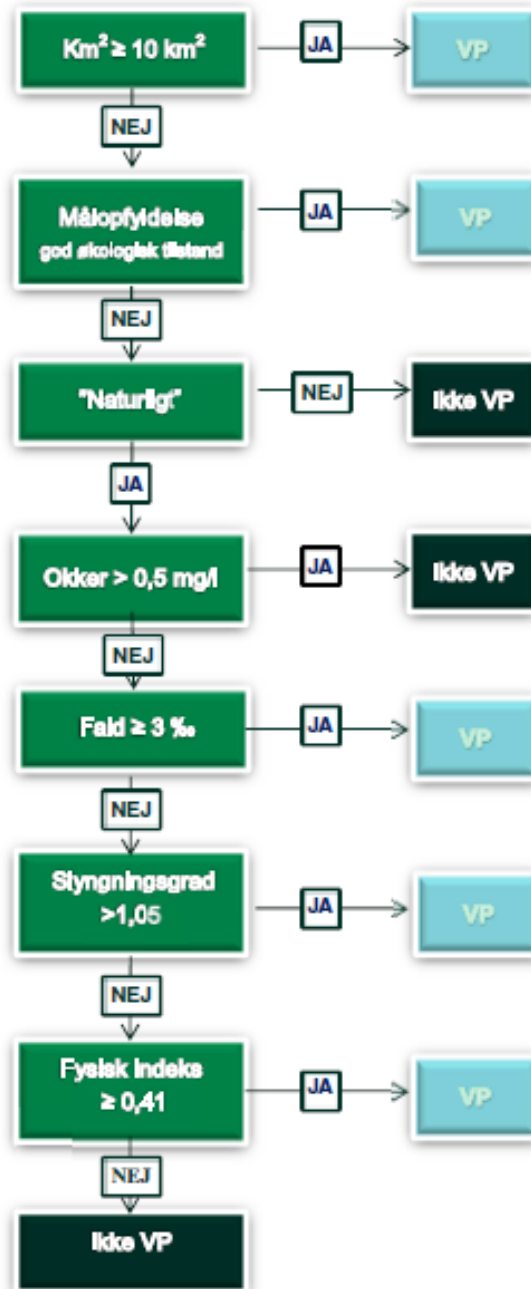 Km² ≥ 10 km²
JA
VP
NEJ
Målopfyldelse
god økologisk tilstand
JA
VP
NEJ
"Naturligt"
NEJ
Ikke VP
JA
Okker > 0,5 mg/l
JA
Ikke VP
NEJ
Fald ≥ 3 ‰
JA
VP
NEJ
Slyngningsgrad
>1,05
JA
VP
NEJ
Fysisk indeks
≥ 0,41
JA
VP
NEJ
Ikke VP